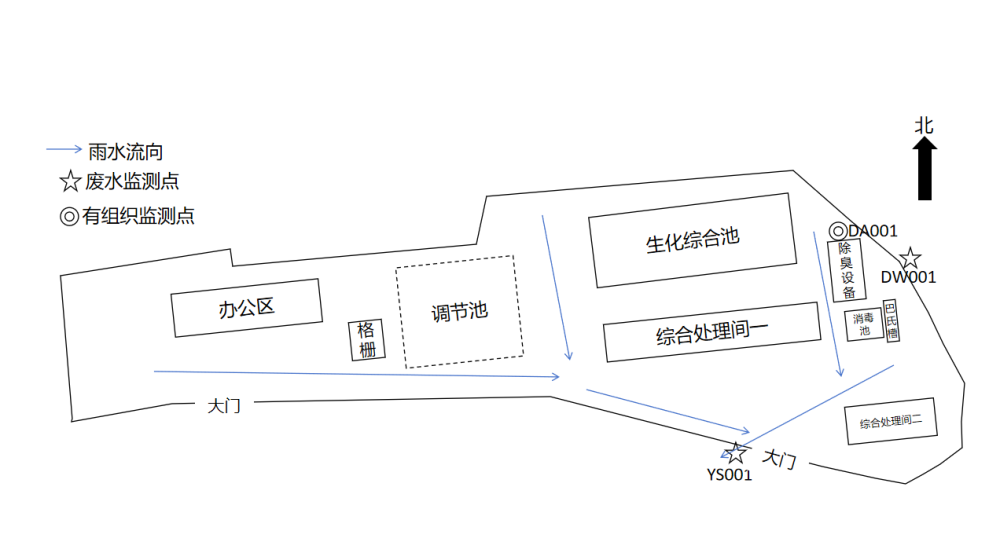 北
雨水流向
废水监测点
有组织监测点
DA001
生化综合池
除臭设备
DW001
办公区
调节池
格栅
综合处理间一
消毒池
巴氏槽
大门
综合处理间二
大门
YS001